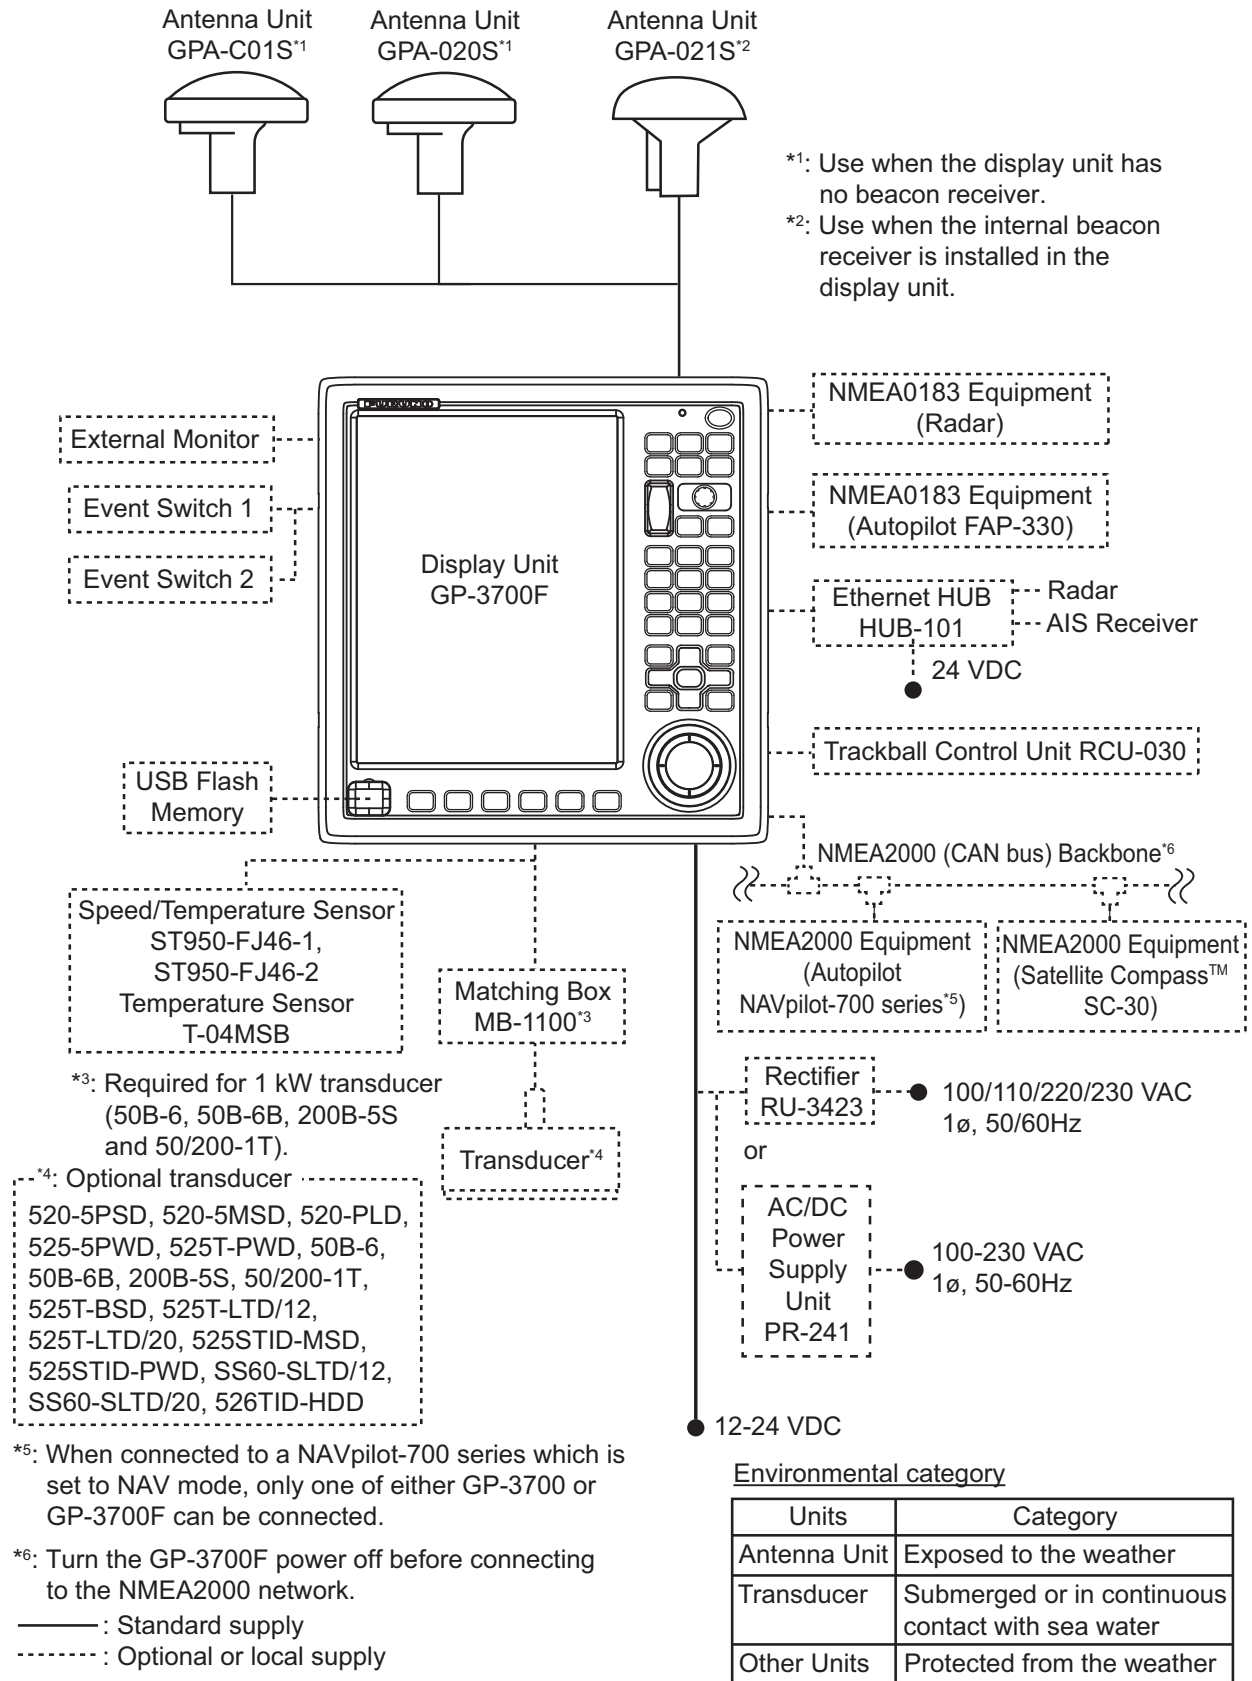 Antenna Unit
GPA-C01S*1
Antenna Unit
GPA-020S*1
Antenna Unit
GPA-021S*2
*1: Use when the display unit has
no beacon receiver.
*2: Use when the internal beacon
receiver is installed in the
display unit.
FURUNO
External Monitor
Event Switch 1
Event Switch 2
USB Flash
Memory
Display Unit
GP-3700F
NMEA0183 Equipment
(Radar)
NMEA0183 Equipment
(Autopilot FAP-330)
Ethernet HUB
HUB-101
Radar
AIS Receiver
24 VDC
Trackball Control Unit RCU-030
NMEA2000 (CAN bus) Backbone*6
NMEA2000 Equipment
(Autopilot
NAVpilot-700 series*5)
NMEA2000 Equipment
(Satellite Compass™
SC-30)
Speed/Temperature Sensor
ST950-FJ46-1,
ST950-FJ46-2
Temperature Sensor
T-04MSB
Matching Box
MB-1100*3
Transducer*4
*3: Required for 1 kW transducer
(50B-6, 50B-6B, 200B-5S
and 50/200-1T).
*4: Optional transducer
520-5PSD, 520-5MSD, 520-PLD,
525-5PWD, 525T-PWD, 50B-6,
50B-6B, 200B-5S, 50/200-1T,
525T-BSD, 525T-LTD/12,
525T-LTD/20, 525STID-MSD,
525STID-PWD, SS60-SLTD/12,
SS60-SLTD/20, 526TID-HDD
Rectifier
RU-3423
100/110/220/230 VAC
1ø, 50/60Hz
or
AC/DC
Power
Supply
Unit
PR-241
100-230 VAC
1ø, 50-60Hz
12-24 VDC
*5: When connected to a NAVpilot-700 series which is
set to NAV mode, only one of either GP-3700 or
GP-3700F can be connected.
*6: Turn the GP-3700F power off before connecting
to the NMEA2000 network.
: Standard supply
: Optional or local supply
Environmental category
Units Category
Antenna Unit Exposed to the weather
Transducer Submerged or in continuous
contact with sea water
Other Units Protected from the weather